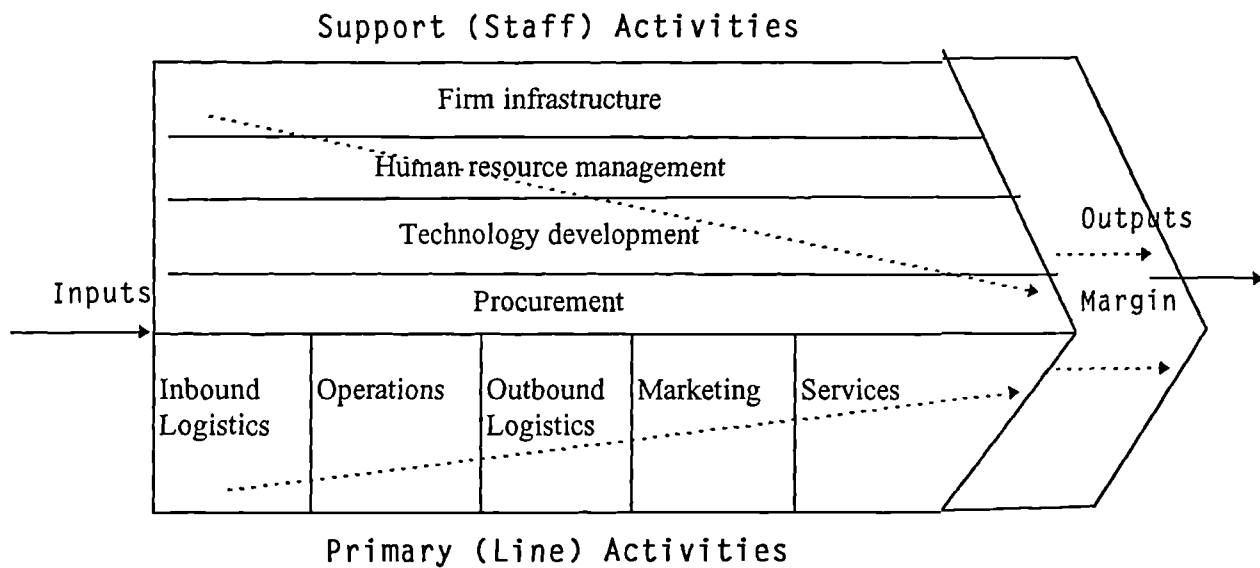 Support (Staff) Activities
Firm infrastructure
Human resource management
Technology development
Procurement
Inputs
Outputs
Margin
Inbound
Logistics
Operations
Outbound
Logistics
Marketing
Services
Primary (Line) Activities